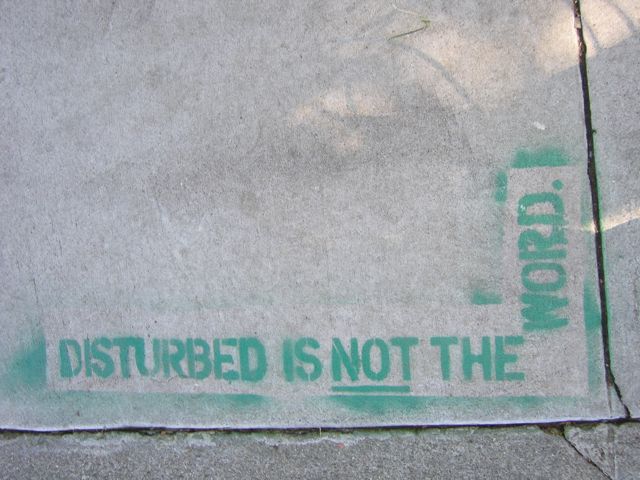 DISTURBED IS NOT THE
WORD.